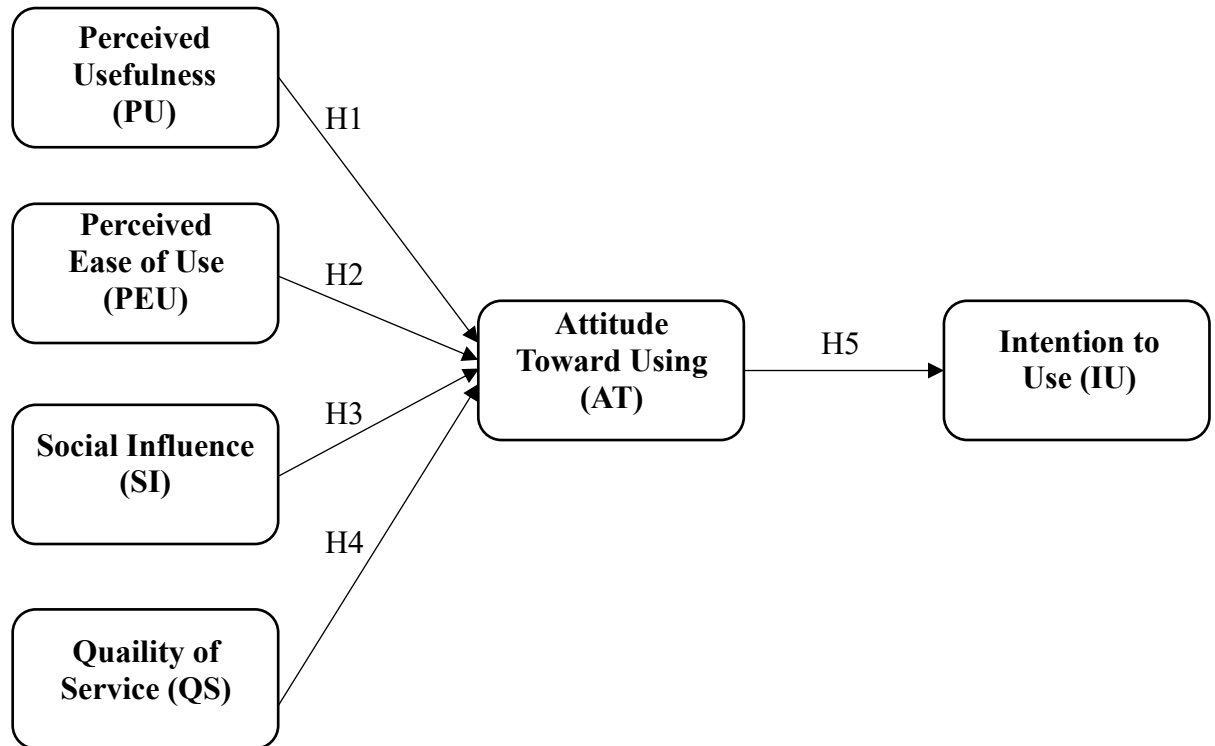 Perceived
Usefulness
(PU)
H1
Perceived
Ease of Use
(PEU)
H2
Social Influence
(SI)
H3
Quaility of
Service (QS)
H4
Attitude
Toward Using
(AT)
H5
Intention to
Use (IU)